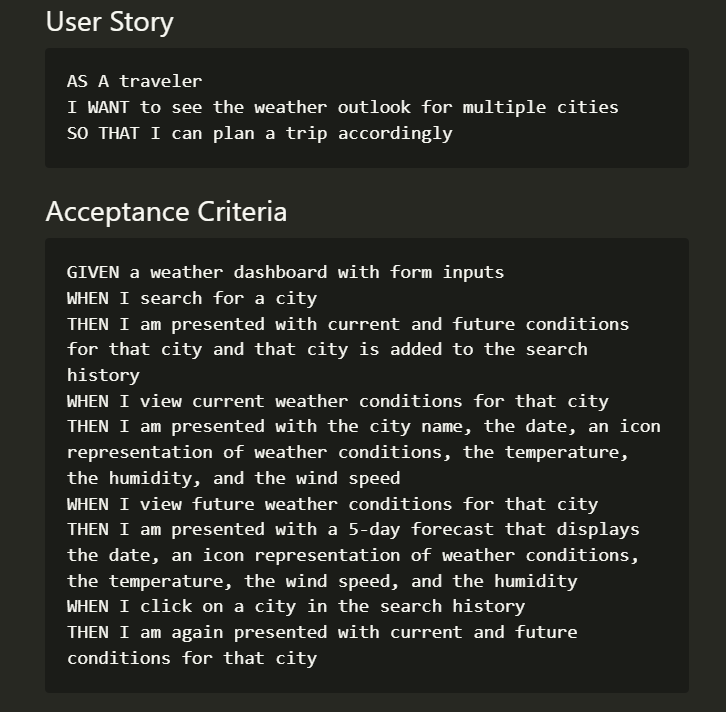 User Story
AS A traveler
I WANT to see the weather outlook for multiple cities
SO THAT I can plan a trip accordingly
Acceptance Criteria
GIVEN a weather dashboard with form inputs
WHEN I search for a city
THEN I am presented with current and future conditions
for that city and that city is added to the search
history
WHEN I view current weather conditions for that city
THEN I am presented with the city name, the date, an icon
representation of weather conditions, the temperature,
the humidity, and the wind speed
WHEN I view future weather conditions for that city
THEN I am presented with a 5-day forecast that displays
the date, an icon representation of weather conditions,
the temperature, the wind speed, and the humidity
WHEN I click on a city in the search history
THEN I am again presented with current and future
conditions for that city